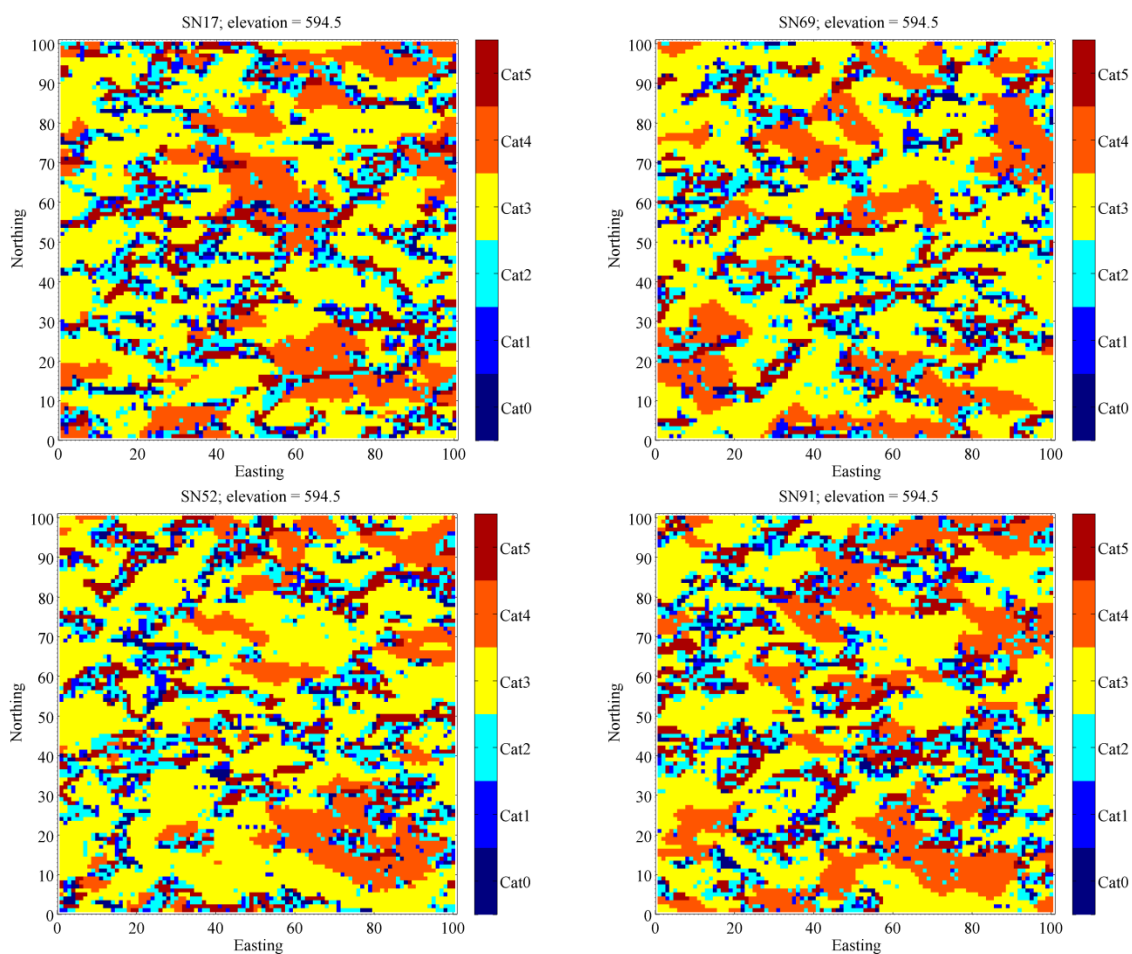 SN17; elevation = 594.5
100
90
80
70
60
50
40
30
20
10
0
Northing
0 20 40 60 80 100
Easting
Cat5
Cat4
Cat3
Cat2
Cat1
Cat0
SN69; elevation = 594.5
100
90
80
70
60
50
40
30
20
10
0
Northing
0 20 40 60 80 100
Easting
Cat5
Cat4
Cat3
Cat2
Cat1
Cat0
SN52; elevation = 594.5
100
90
80
70
60
50
40
30
20
10
0
Northing
0 20 40 60 80 100
Easting
Cat5
Cat4
Cat3
Cat2
Cat1
Cat0
SN91; elevation = 594.5
100
90
80
70
60
50
40
30
20
10
0
Northing
0 20 40 60 80 100
Easting
Cat5
Cat4
Cat3
Cat2
Cat1
Cat0